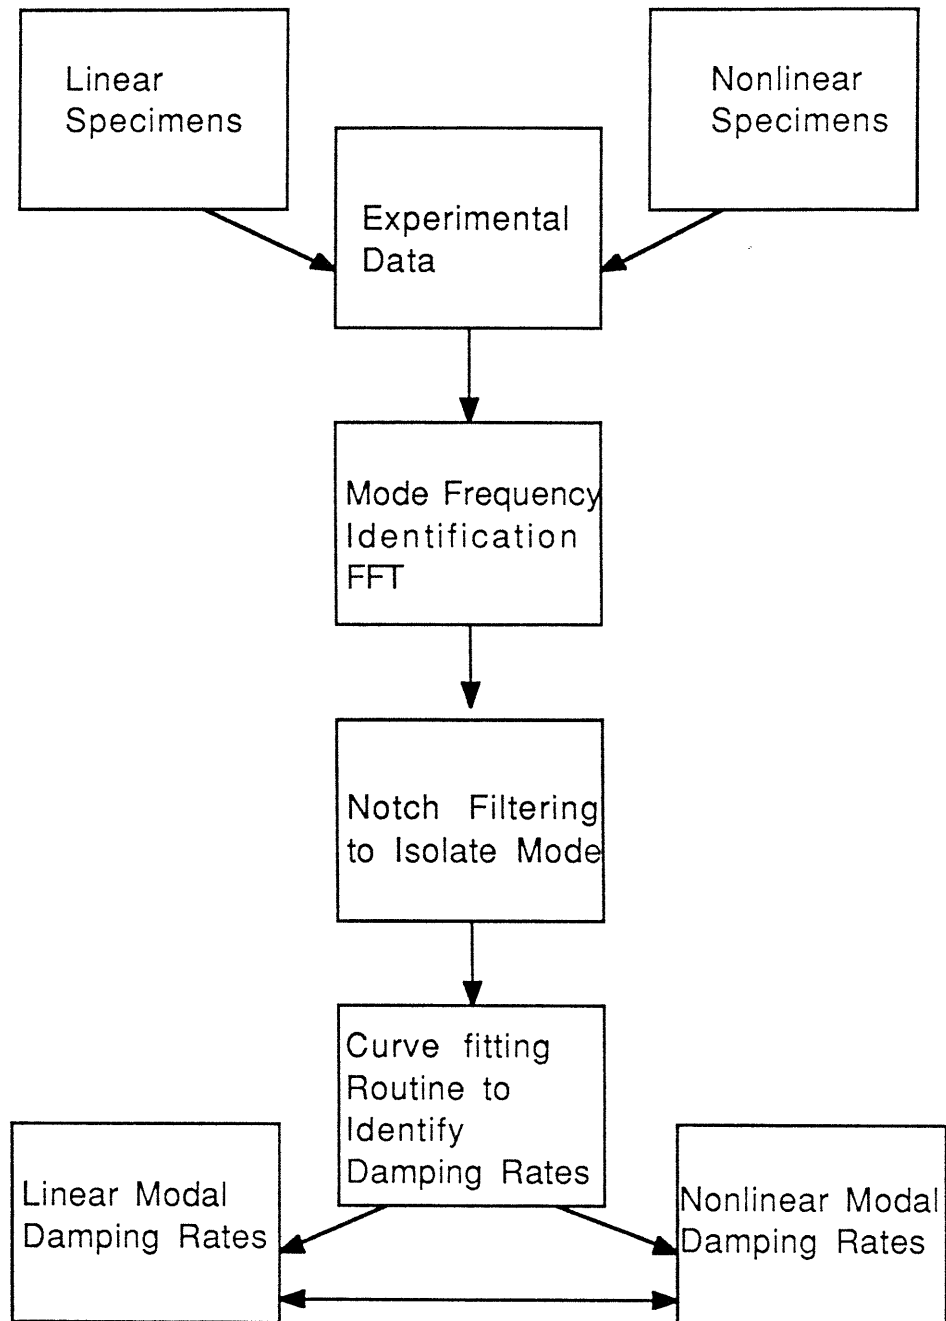 Linear
Specimens
Nonlinear
Specimens
Experimental
Data
Mode Frequency
Identification
FFT
Notch Filtering
to Isolate Mode
Curve fitting
Routine to
Identify
Damping Rates
Linear Modal
Damping Rates
Nonlinear Modal
Damping Rates